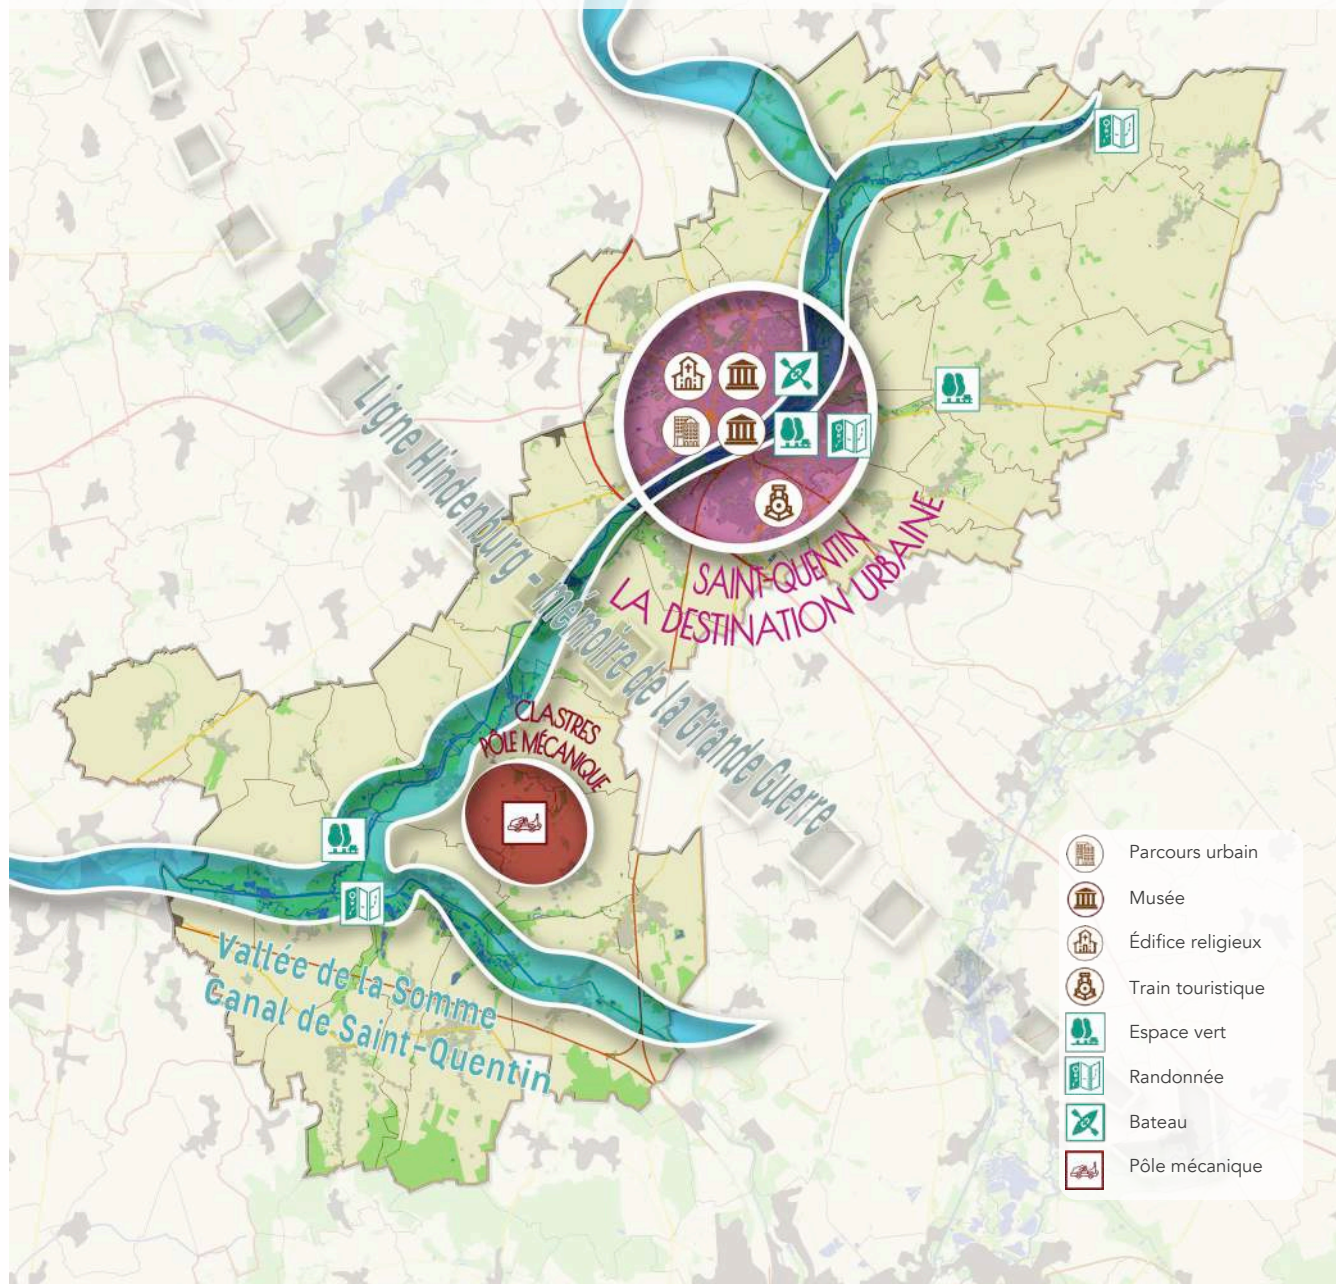 Ligne Hindenburg - mémoire de la Grande Guerre
SAINT-QUENTIN
LA DESTINATION URBAINE
CLASTRES
PÔLE MÉCANIQUE
Vallée de la Somme
Canal de Saint-Quentin
Parcours urbain
Musée
Édifice religieux
Train touristique
Espace vert
Randonnée
Bateau
Pôle mécanique